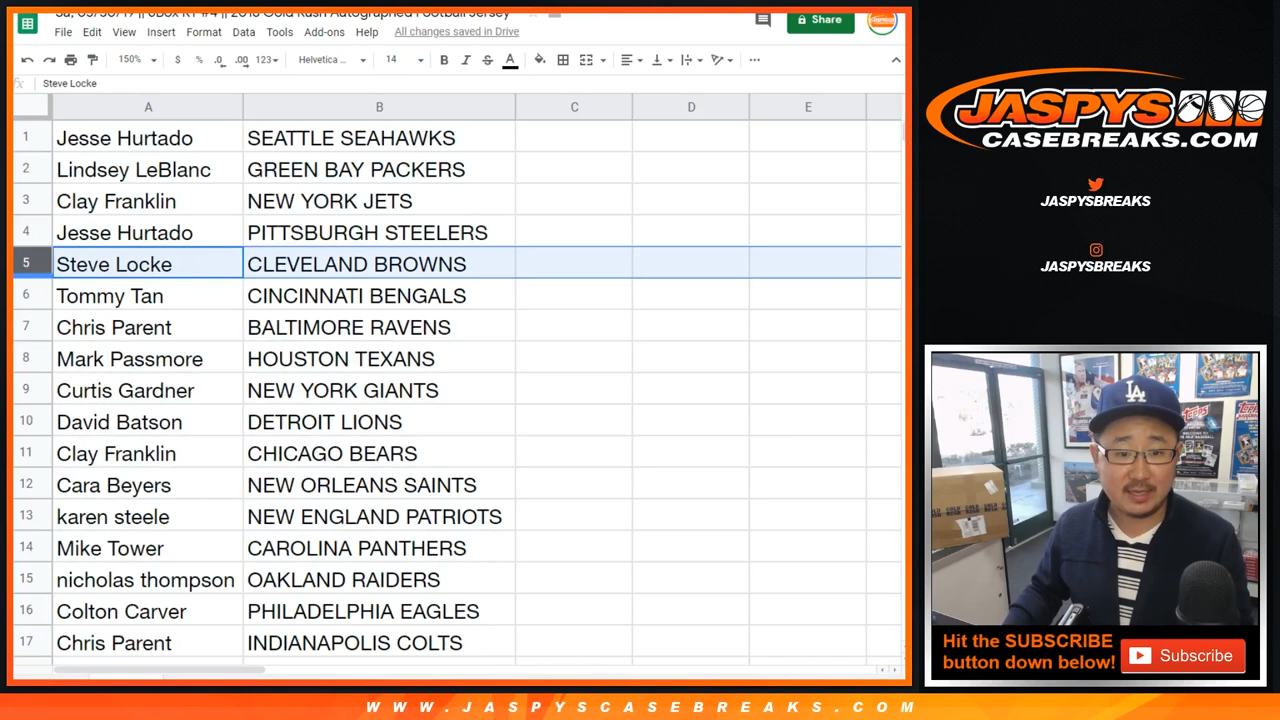 File Edit View Insert Format Data Tools Add-ons Help All changes saved in Drive
Share
150% $ % .0 .00 123 Helvetica ... 14 B I S A
Steve Locke
A B C D E
1 Jesse Hurtado SEATTLE SEAHAWKS
2 Lindsey LeBlanc GREEN BAY PACKERS
3 Clay Franklin NEW YORK JETS
4 Jesse Hurtado PITTSBURGH STEELERS
5 Steve Locke CLEVELAND BROWNS
6 Tommy Tan CINCINNATI BENGALS
7 Chris Parent BALTIMORE RAVENS
8 Mark Passmore HOUSTON TEXANS
9 Curtis Gardner NEW YORK GIANTS
10 David Batson DETROIT LIONS
11 Clay Franklin CHICAGO BEARS
12 Cara Beyers NEW ORLEANS SAINTS
13 karen steele NEW ENGLAND PATRIOTS
14 Mike Tower CAROLINA PANTHERS
15 nicholas thompson OAKLAND RAIDERS
16 Colton Carver PHILADELPHIA EAGLES
17 Chris Parent INDIANAPOLIS COLTS
JASPYS
CASEBREAKS.COM
JASPYSBREAKS
JASPYSBREAKS
LA
Hit the SUBSCRIBE
button down below!
Subscribe
WWW.JASPYSCASEBREAKS.COM